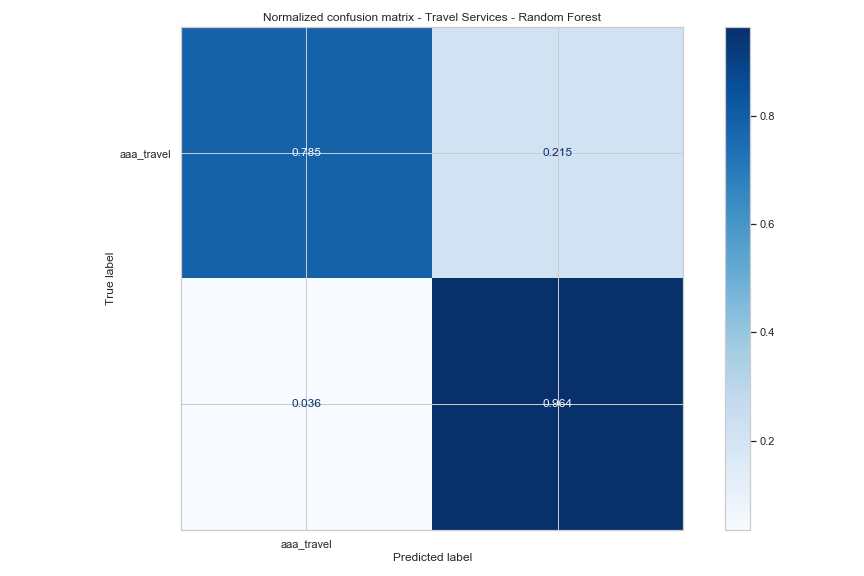 Normalized confusion matrix - Travel Services - Random Forest
aaa_travel
0.785
0.215
0.036
0.964
True label
aaa_travel
Predicted label
0.8
0.6
0.4
0.2